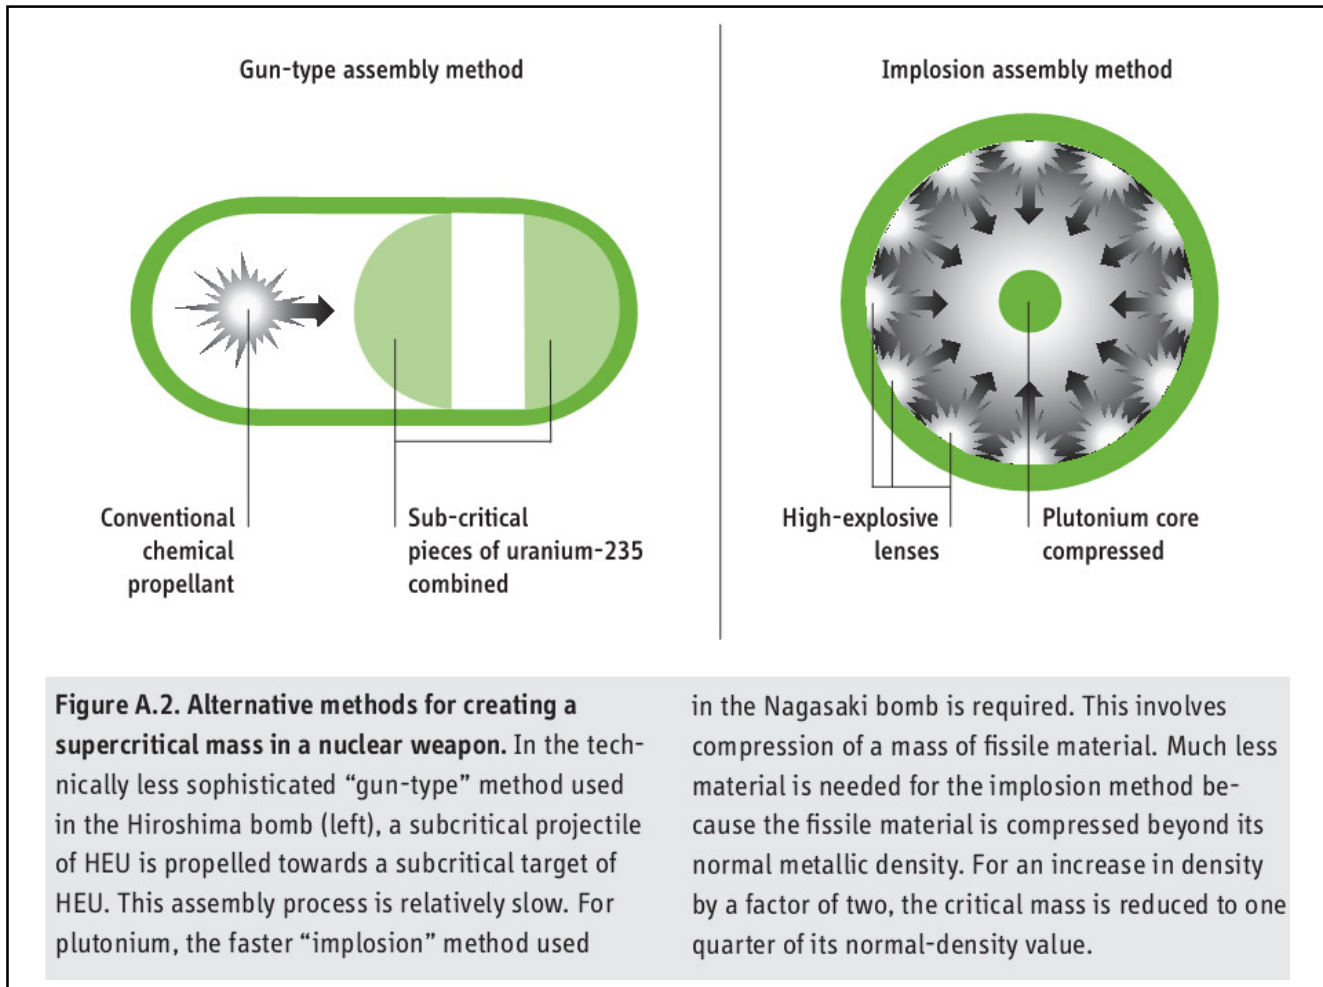 Gun-type assembly method
Conventional
chemical
propellant
Sub-critical
pieces of uranium-235
combined
Implosion assembly method
High-explosive
lenses
Plutonium core
compressed
Figure A.2. Alternative methods for creating a
supercritical mass in a nuclear weapon. In the tech-
nically less sophisticated “gun-type” method used
in the Hiroshima bomb (left), a subcritical projectile
of HEU is propelled towards a subcritical target of
HEU. This assembly process is relatively slow. For
plutonium, the faster “implosion” method used
in the Nagasaki bomb is required. This involves
compression of a mass of fissile material. Much less
material is needed for the implosion method be-
cause the fissile material is compressed beyond its
normal metallic density. For an increase in density
by a factor of two, the critical mass is reduced to one
quarter of its normal-density value.